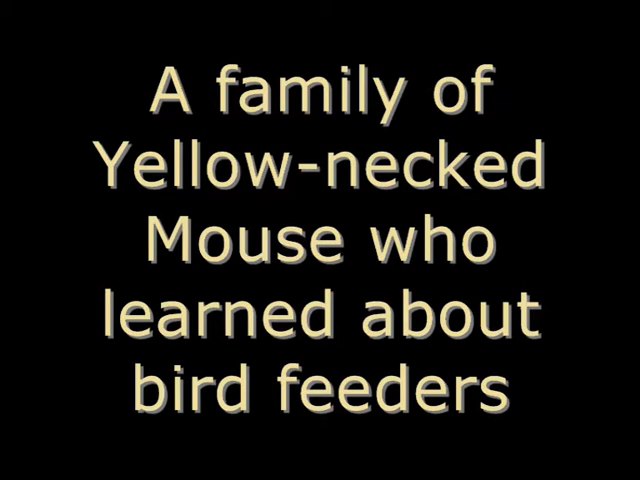 A family of
Yellow-necked
Mouse who
learned about
bird feeders